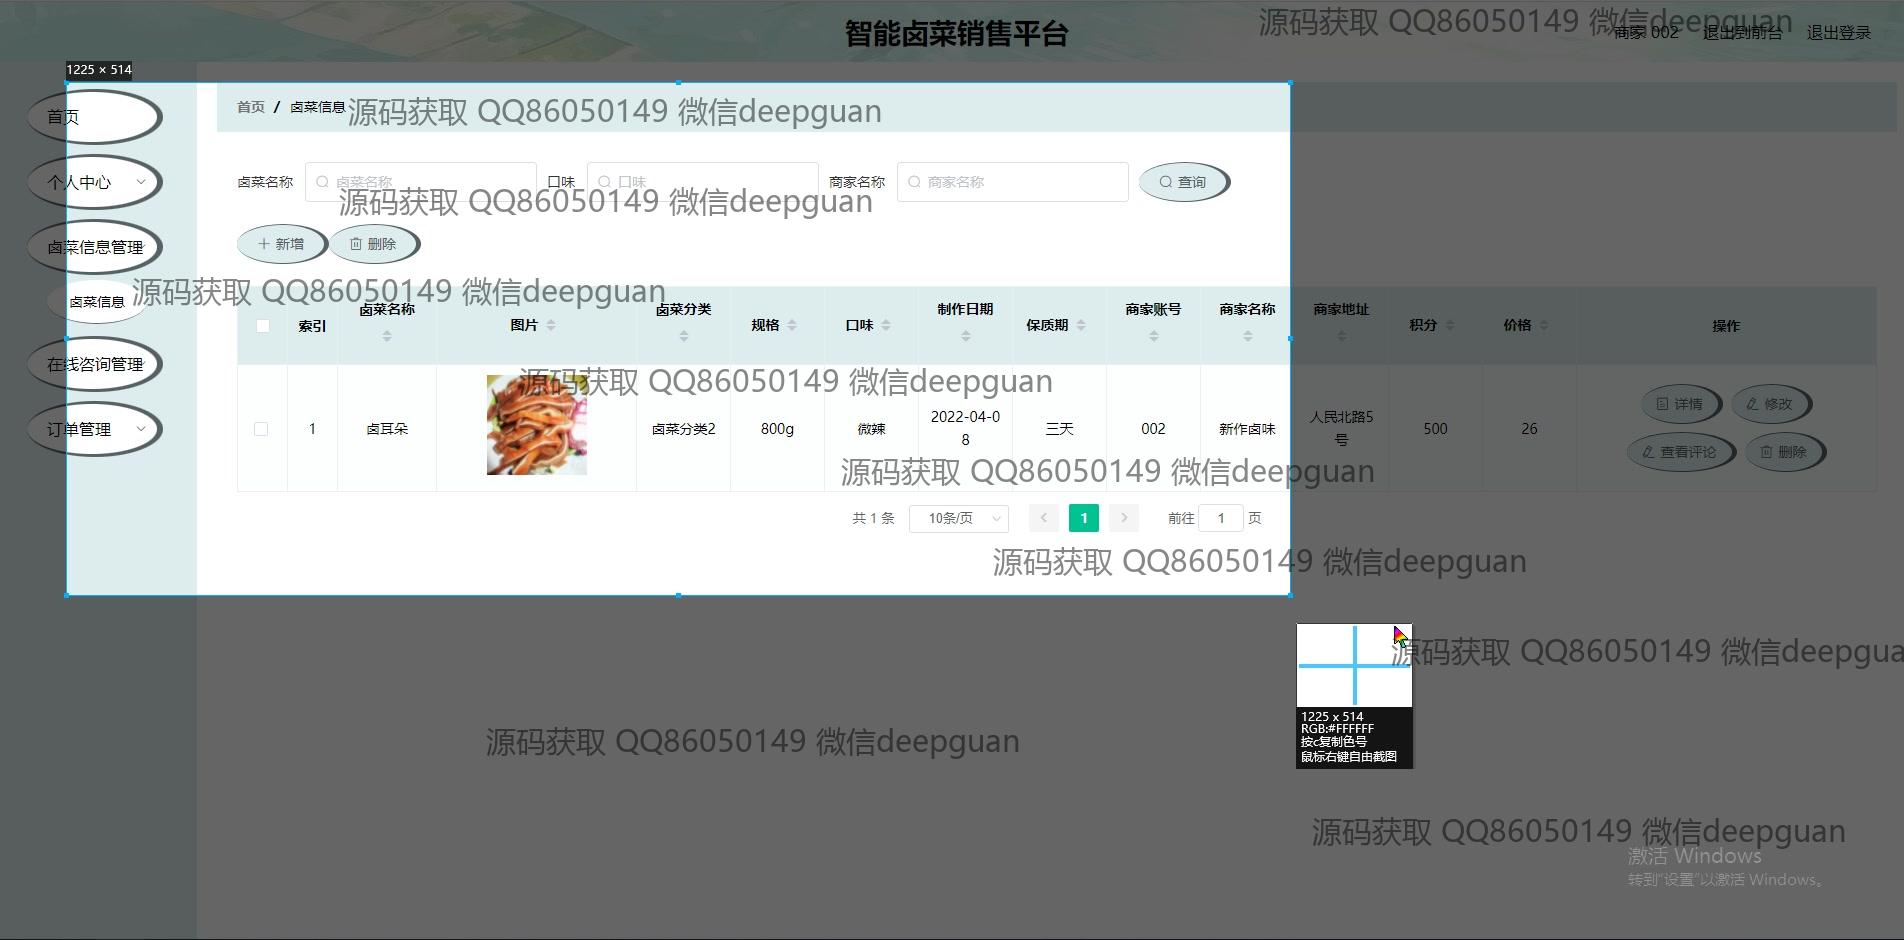 智能卤菜销售平台
源码获取 QQ86050149 微信deepguan
商家 002 退出到前台 退出登录
1225 × 514
首页
个人中心
卤菜信息管理
卤菜信息
在线咨询管理
订单管理
首页 / 卤菜信息
源码获取 QQ86050149 微信deepguan
卤菜名称 卤菜名称 口味 口味 商家名称 商家名称 查询
源码获取 QQ86050149 微信deepguan
新增 删除
源码获取 QQ86050149 微信deepguan
索引 卤菜名称 图片 卤菜分类 规格 口味 制作日期 保质期 商家账号 商家名称 商家地址 积分 价格 操作
源码获取 QQ86050149 微信deepguan
1 卤耳朵 卤菜分类2 800g 微辣 2022-04-0
8 三天 002 新作卤味 人民北路5
号 500 26
详情 修改
查看评论 删除
源码获取 QQ86050149 微信deepguan
共 1 条 10条/页 1 前往 1 页
源码获取 QQ86050149 微信deepguan
源码获取 QQ86050149 微信deepgua
1225 x 514
RGB:#FFFFFF
按c复制色号
鼠标右键自由截图
源码获取 QQ86050149 微信deepguan
源码获取 QQ86050149 微信deepguan
激活 Windows
转到“设置”以激活 Windows。